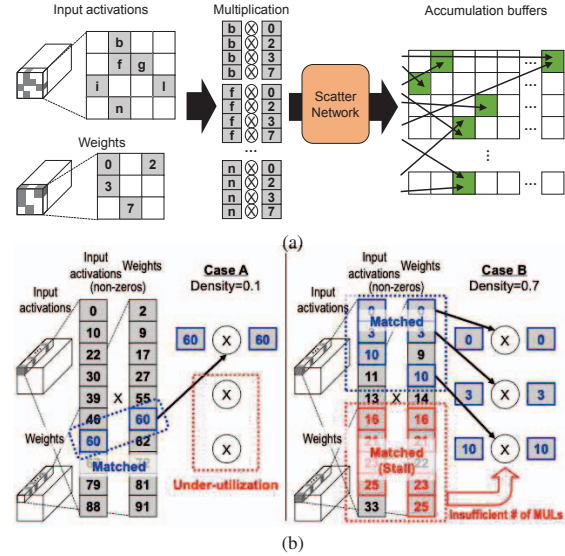 Input activations
Multiplication
Accumulation buffers
b
f g
i l
n
Weights
0 2
3
7
b X 0
b X 2
b X 3
b X 7
f X 0
f X 2
f X 3
f X 7
...
n X 0
n X 2
n X 3
n X 7
Scatter
Network
...
...
...
...
(a)
Input
activations
Input
activations
(non-zeros)
Weights
Case A
Density=0.1
0 2
10 9
22 17
30 27
39 X 55
46 60
60 62
79 81
88 91
Matched
60 X 60
X
X
Under-utilization
Weights
Input
activations
Input
activations
(non-zeros)
Weights
Case B
Density=0.7
0 0
3 3
Matched
10 9
11 10
13 X 14
16 16
Matched
(Stall)
22
25 23
33 25
0 X 0
3 X 3
10 X 10
Insufficient # of MULs
Weights
(b)